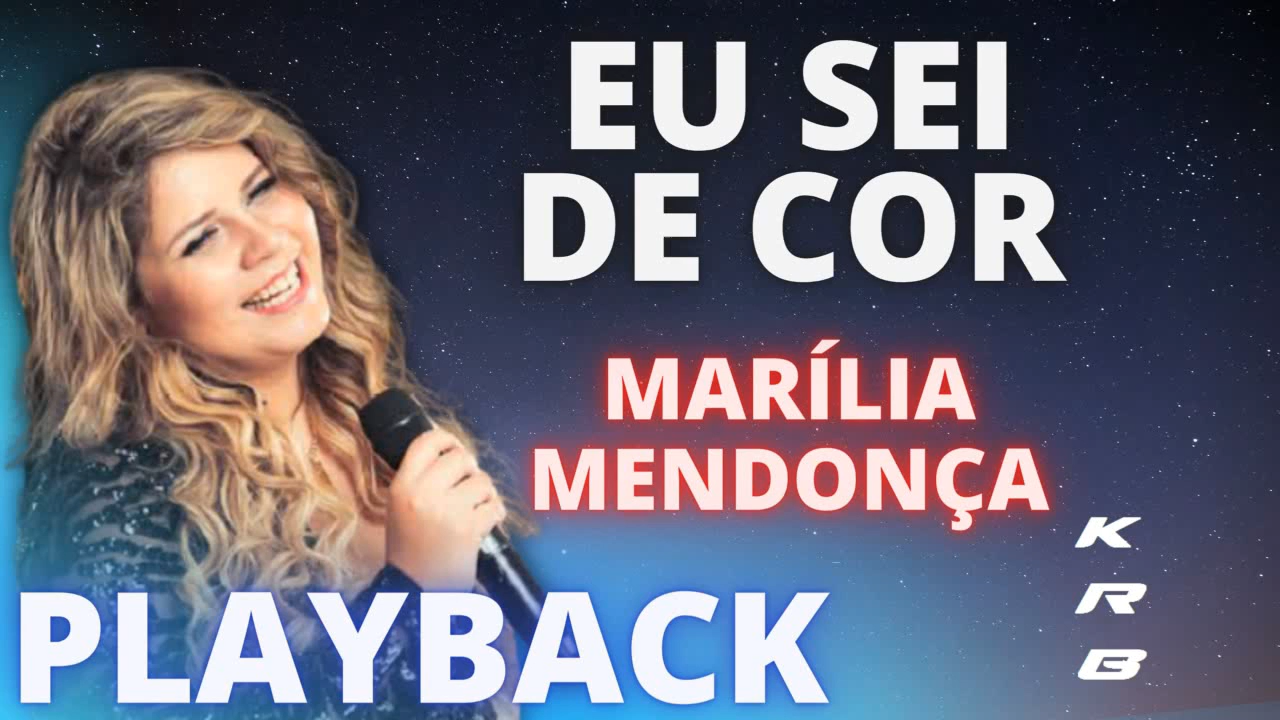 EU SEI
DE COR
MARÍLIA
MENDONÇA
K
R
B
PLAYBACK